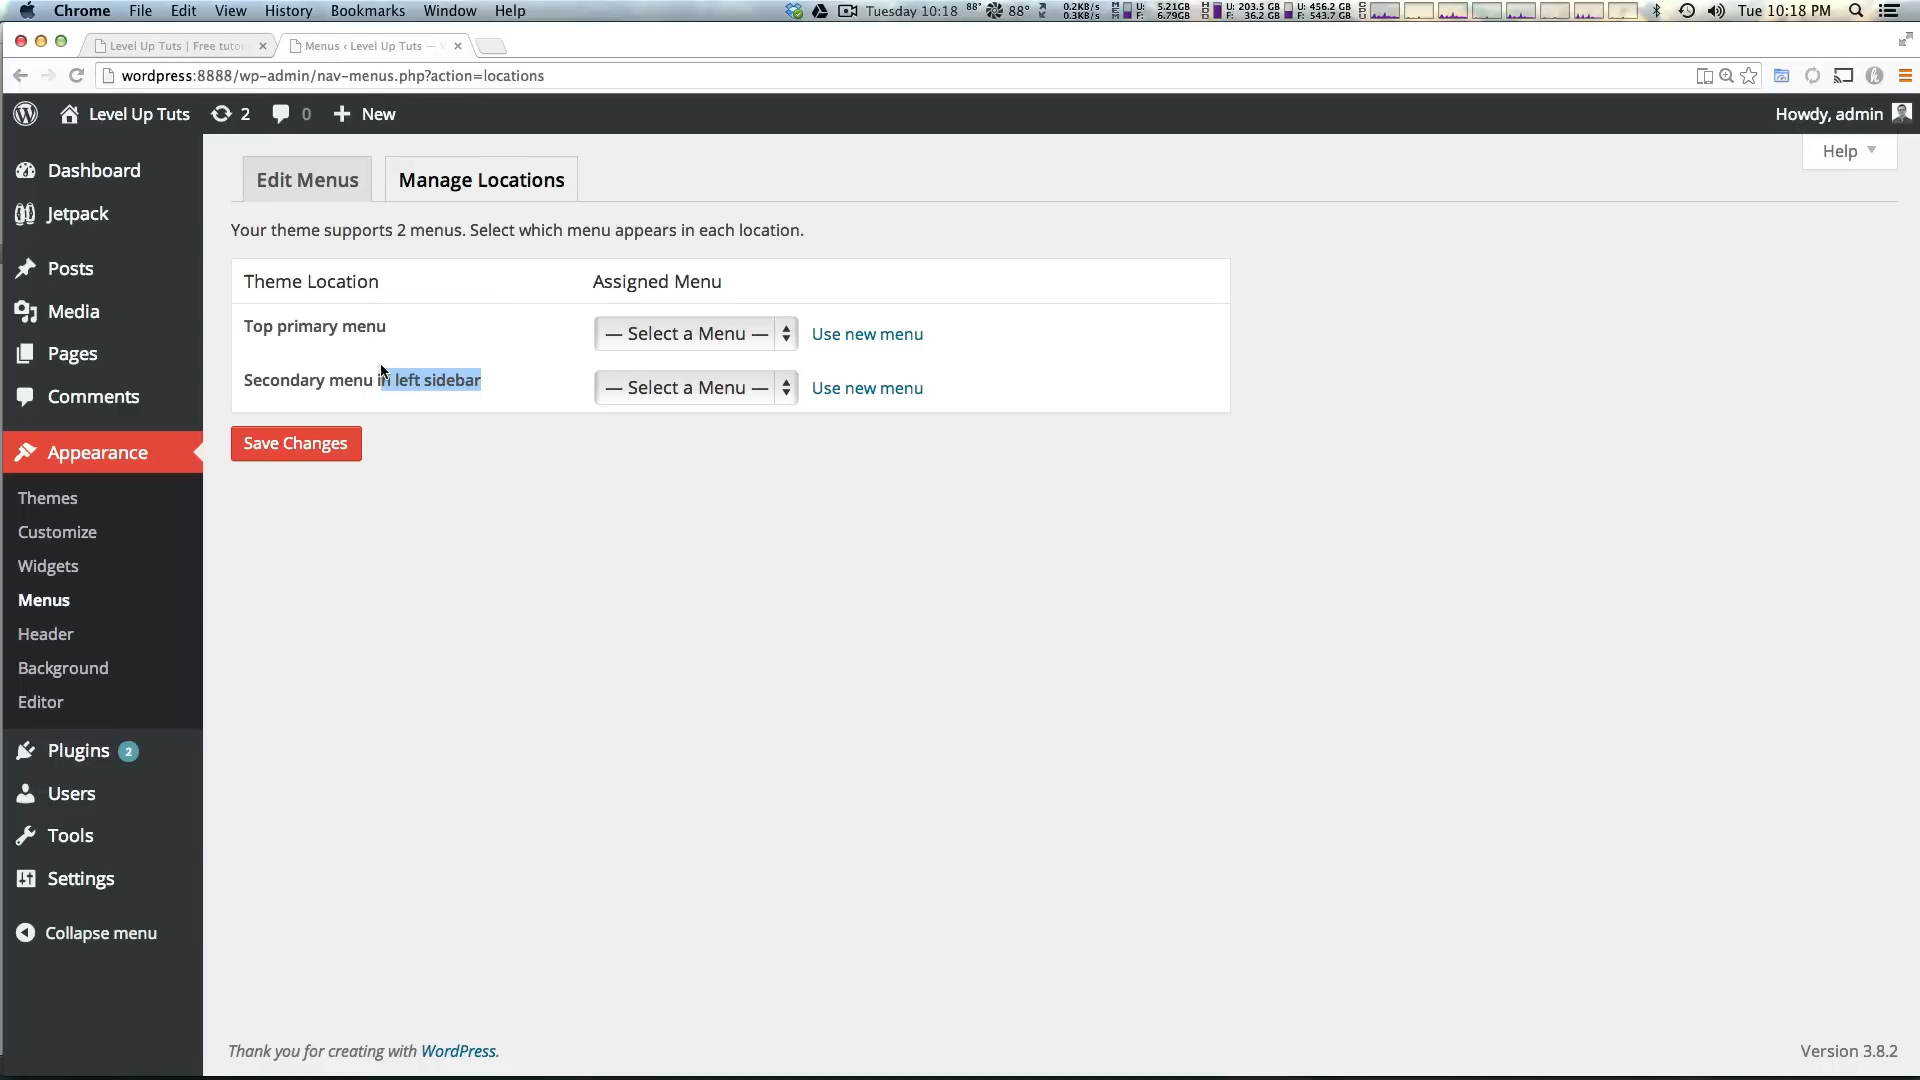 Chrome File Edit View History Bookmarks Window Help
Tuesday 10:18 88° 88° 0.2KB/s 0.3KB/s U: 5.21GB F: 6.79GB U: 203.5 GB F: 36.2 GB U: 456.2 GB F: 543.7 GB Tue 10:18 PM
Level Up Tuts | Free tuto
Menus ‹ Level Up Tuts —
wordpress:8888/wp-admin/nav-menus.php?action=locations
Level Up Tuts 2 0 New
Howdy, admin
Help
Dashboard
Jetpack
Posts
Media
Pages
Comments
Appearance
Themes
Customize
Widgets
Menus
Header
Background
Editor
Plugins 2
Users
Tools
Settings
Collapse menu
Edit Menus
Manage Locations
Your theme supports 2 menus. Select which menu appears in each location.
Theme Location Assigned Menu
Top primary menu — Select a Menu — Use new menu
Secondary menu in left sidebar — Select a Menu — Use new menu
Save Changes
Thank you for creating with WordPress.
Version 3.8.2